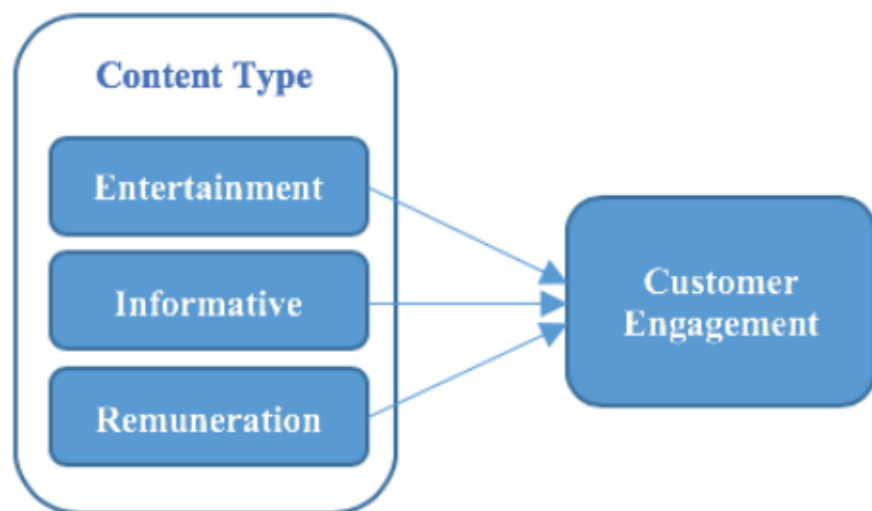 Content Type
Entertainment
Informative
Remuneration
Customer
Engagement